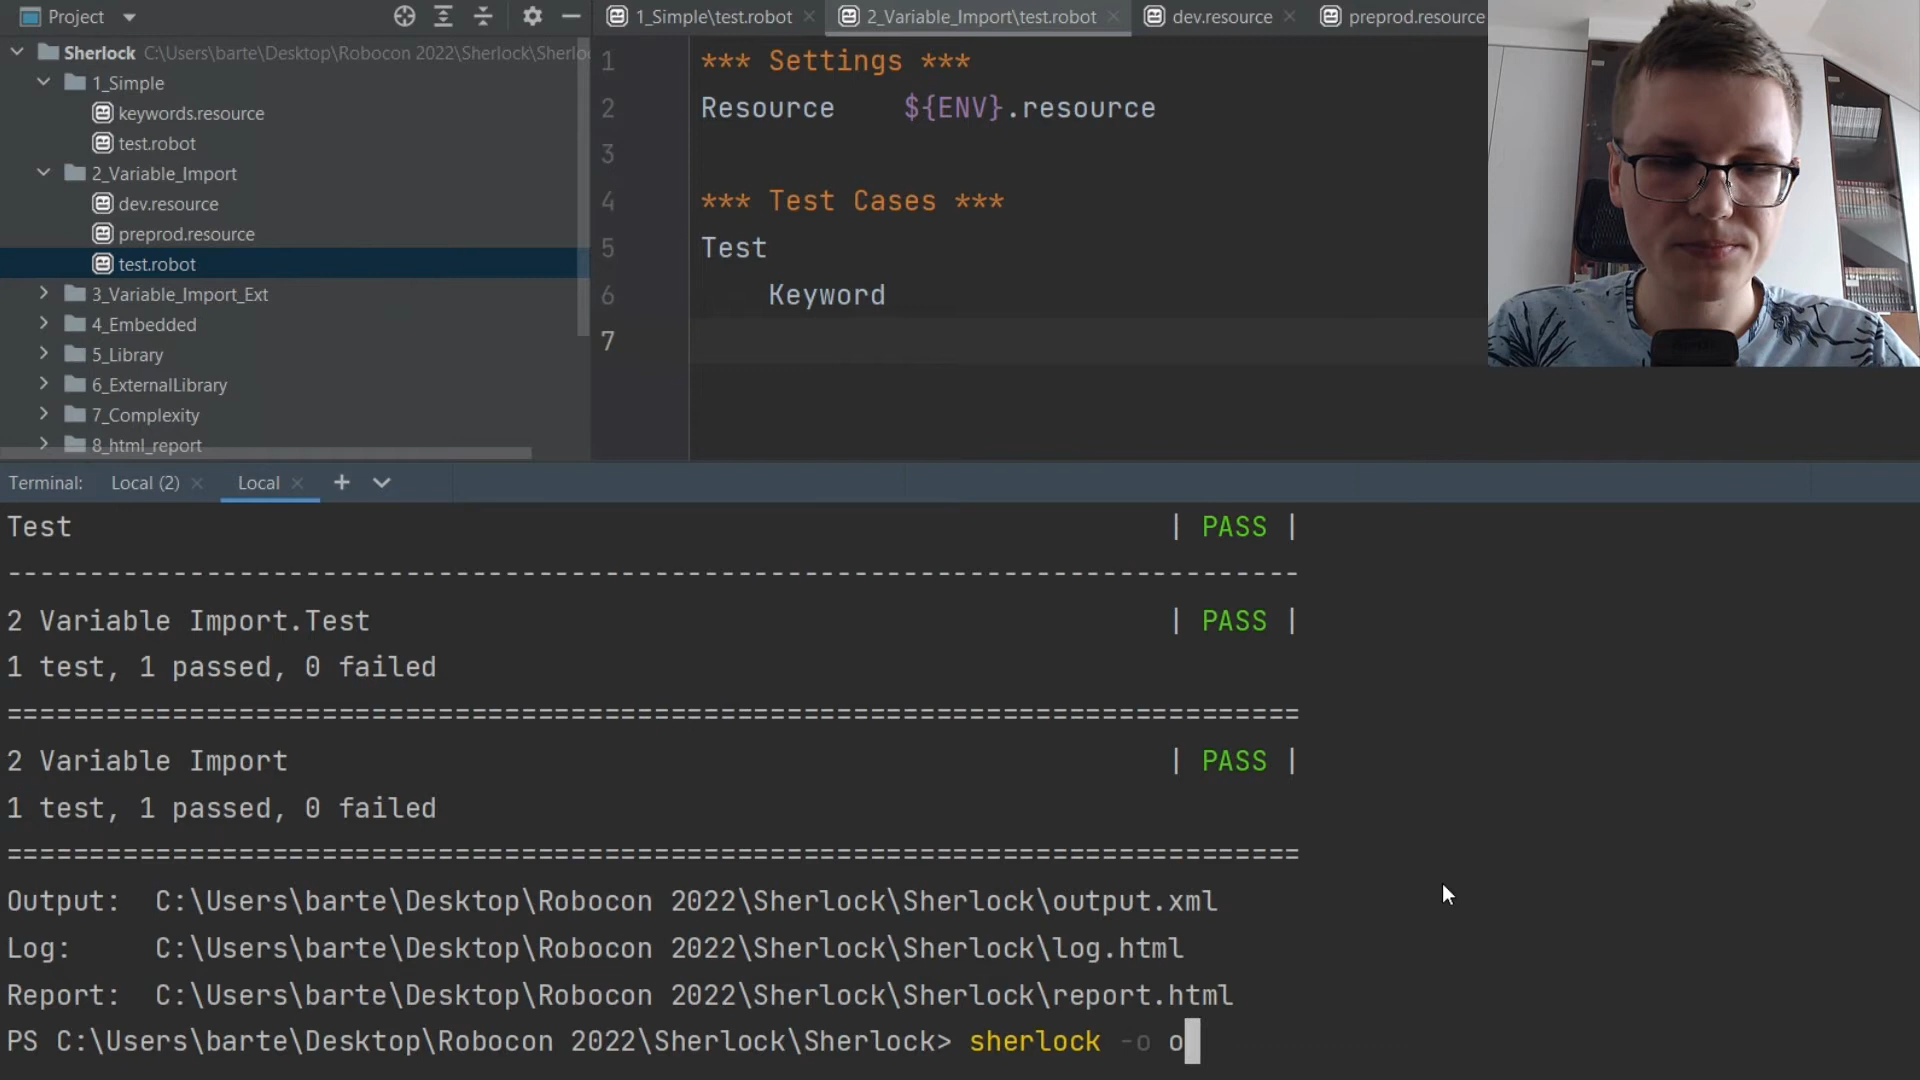 Project
Sherlock C:\Users\barte\Desktop\Robocon 2022\Sherlock\Sherlo
1_Simple
keywords.resource
test.robot
2_Variable_Import
dev.resource
preprod.resource
test.robot
3_Variable_Import_Ext
4_Embedded
5_Library
6_ExternalLibrary
7_Complexity
8_html_report
1_Simple\test.robot
2_Variable_Import\test.robot
dev.resource
preprod.resource
1 *** Settings ***
2 Resource    ${ENV}.resource
3
4 *** Test Cases ***
5 Test
6     Keyword
7
Terminal: Local (2) Local
Test | PASS |
------------------------------------------------------------------------------
2 Variable Import.Test | PASS |
1 test, 1 passed, 0 failed
==============================================================================
2 Variable Import | PASS |
1 test, 1 passed, 0 failed
==============================================================================
Output:  C:\Users\barte\Desktop\Robocon 2022\Sherlock\Sherlock\output.xml
Log:     C:\Users\barte\Desktop\Robocon 2022\Sherlock\Sherlock\log.html
Report:  C:\Users\barte\Desktop\Robocon 2022\Sherlock\Sherlock\report.html
PS C:\Users\barte\Desktop\Robocon 2022\Sherlock\Sherlock> sherlock -o o